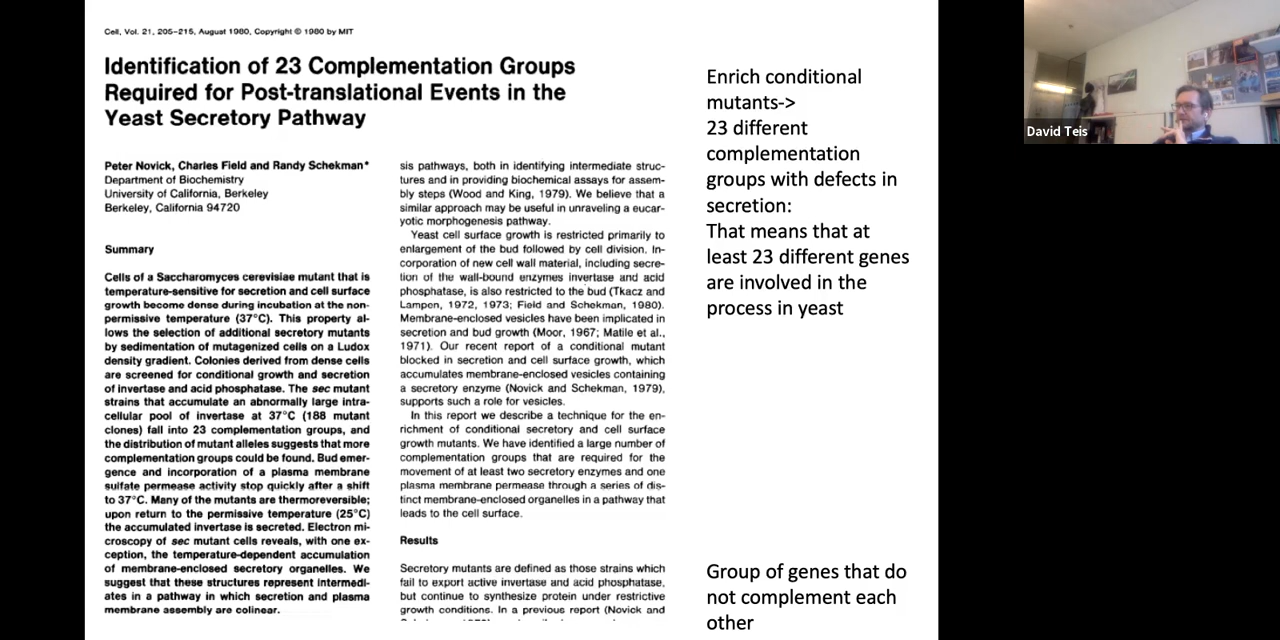 Cell, Vol. 21, 205–215, August 1980, Copyright © 1980 by MIT
Identification of 23 Complementation Groups
Required for Post-translational Events in the
Yeast Secretory Pathway
Peter Novick, Charles Field and Randy Schekman*
Department of Biochemistry
University of California, Berkeley
Berkeley, California 94720
Summary
Cells of a Saccharomyces cerevisiae mutant that is
temperature-sensitive for secretion and cell surface
growth become dense during incubation at the non-
permissive temperature (37°C). This property al-
lows the selection of additional secretory mutants
by sedimentation of mutagenized cells on a Ludox
density gradient. Colonies derived from dense cells
are screened for conditional growth and secretion
of invertase and acid phosphatase. The sec mutant
strains that accumulate an abnormally large intra-
cellular pool of invertase at 37°C (188 mutant
clones) fall into 23 complementation groups, and
the distribution of mutant alleles suggests that more
complementation groups could be found. Bud emer-
gence and incorporation of a plasma membrane
sulfate permease activity stop quickly after a shift
to 37°C. Many of the mutants are thermoreversible;
upon return to the permissive temperature (25°C)
the accumulated invertase is secreted. Electron mi-
croscopy of sec mutant cells reveals, with one ex-
ception, the temperature-dependent accumulation
of membrane-enclosed secretory organelles. We
suggest that these structures represent intermedi-
ates in a pathway in which secretion and plasma
membrane assembly are colinear.
sis pathways, both in identifying intermediate struc-
tures and in providing biochemical assays for assem-
bly steps (Wood and King, 1979). We believe that a
similar approach may be useful in unraveling a eucar-
yotic morphogenesis pathway.
Yeast cell surface growth is restricted primarily to
enlargement of the bud followed by cell division. In-
corporation of new cell wall material, including secre-
tion of the wall-bound enzymes invertase and acid
phosphatase, is also restricted to the bud (Tkacz and
Lampen, 1972, 1973; Field and Schekman, 1980).
Membrane-enclosed vesicles have been implicated in
secretion and bud growth (Moor, 1967; Matile et al.,
1971). Our recent report of a conditional mutant
blocked in secretion and cell surface growth, which
accumulates membrane-enclosed vesicles containing
a secretory enzyme (Novick and Schekman, 1979),
supports such a role for vesicles.
In this report we describe a technique for the en-
richment of conditional secretory and cell surface
growth mutants. We have identified a large number of
complementation groups that are required for the
movement of at least two secretory enzymes and one
plasma membrane permease through a series of dis-
tinct membrane-enclosed organelles in a pathway that
leads to the cell surface.
Results
Secretory mutants are defined as those strains which
fail to export active invertase and acid phosphatase,
but continue to synthesize protein under restrictive
growth conditions. In a previous report (Novick and
Enrich conditional
mutants->
23 different
complementation
groups with defects in
secretion:
That means that at
least 23 different genes
are involved in the
process in yeast
Group of genes that do
not complement each
other
David Teis